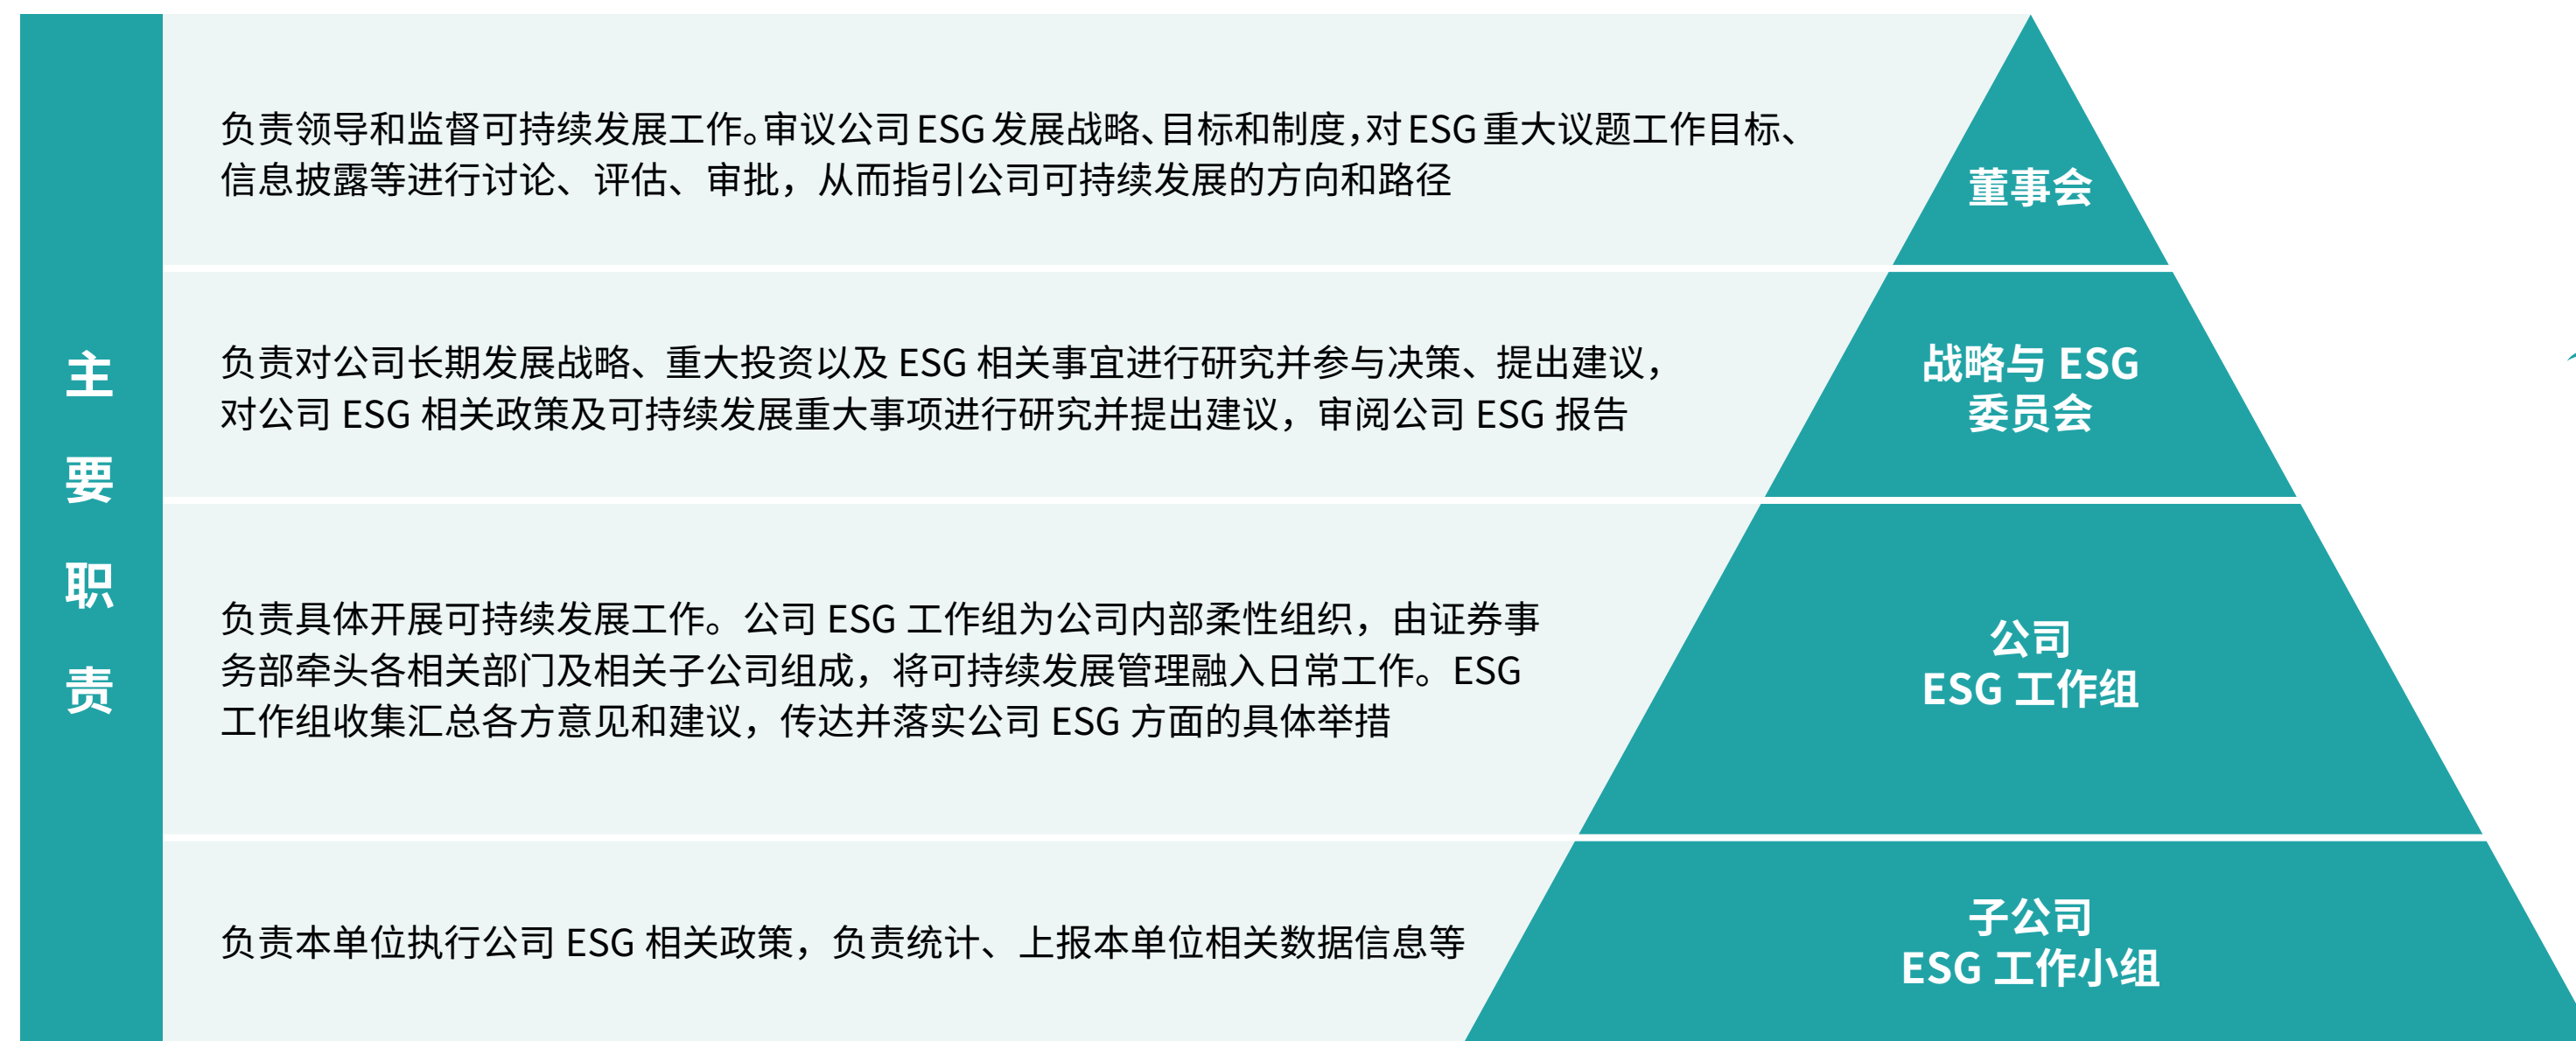 主要职责
负责领导和监督可持续发展工作。审议公司 ESG 发展战略、目标和制度，对 ESG 重大议题工作目标、
信息披露等进行讨论、评估、审批，从而指引公司可持续发展的方向和路径
董事会
负责对公司长期发展战略、重大投资以及 ESG 相关事宜进行研究并参与决策、提出建议，
对公司 ESG 相关政策及可持续发展重大事项进行研究并提出建议，审阅公司 ESG 报告
战略与 ESG
委员会
负责具体开展可持续发展工作。公司 ESG 工作组为公司内部柔性组织，由证券事
务部牵头各相关部门及相关子公司组成，将可持续发展管理融入日常工作。ESG
工作组收集汇总各方意见和建议，传达并落实公司 ESG 方面的具体举措
公司
ESG 工作组
负责本单位执行公司 ESG 相关政策，负责统计、上报本单位相关数据信息等
子公司
ESG 工作小组